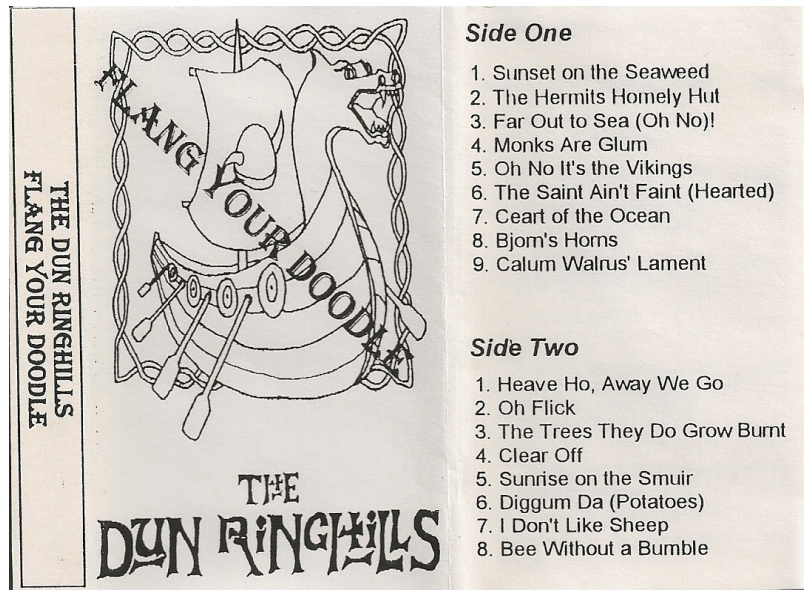 THE DUN RINGHILLS
FLANG YOUR DOODLE
FLANG YOUR DOODLE
THE
DUN RINGHILLS
Side One
1. Sunset on the Seaweed
2. The Hermits Homely Hut
3. Far Out to Sea (Oh No)!
4. Monks Are Glum
5. Oh No It's the Vikings
6. The Saint Ain't Faint (Hearted)
7. Ceart of the Ocean
8. Bjorn's Horns
9. Calum Walrus' Lament
Side Two
1. Heave Ho, Away We Go
2. Oh Flick
3. The Trees They Do Grow Burnt
4. Clear Off
5. Sunrise on the Smuir
6. Diggum Da (Potatoes)
7. I Don't Like Sheep
8. Bee Without a Bumble